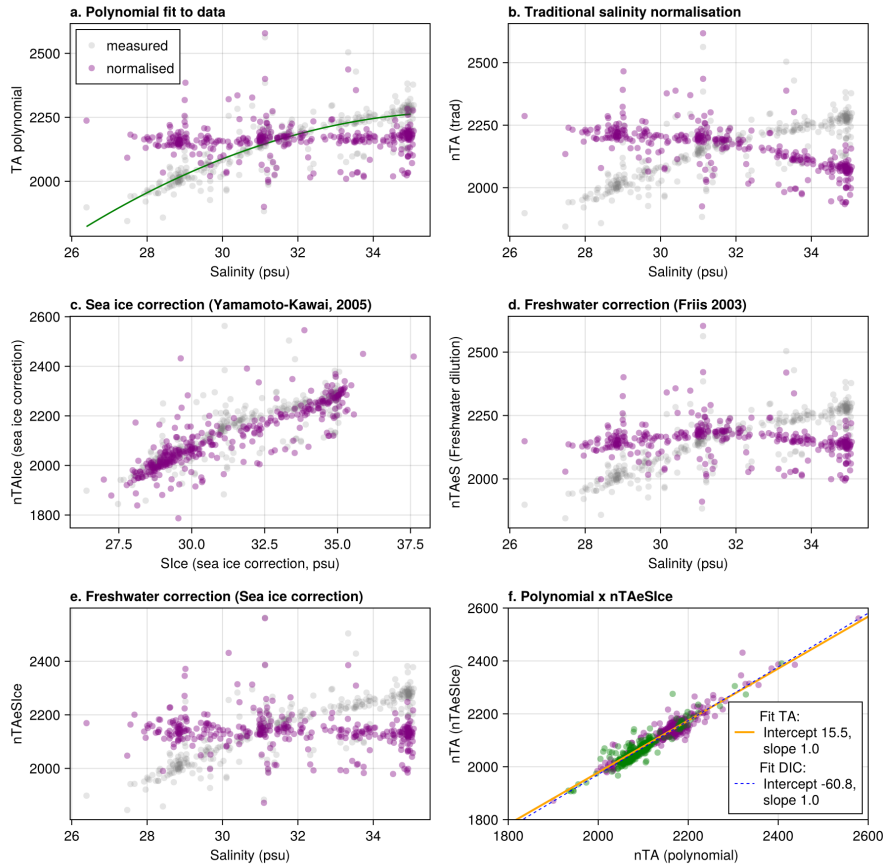 a. Polynomial fit to data
measured
normalised
2500
2250
2000
TA polynomial
26 28 30 32 34
Salinity (psu)
b. Traditional salinity normalisation
2500
2250
2000
nTA (trad)
26 28 30 32 34
Salinity (psu)
c. Sea ice correction (Yamamoto-Kawai, 2005)
2600
2400
2200
2000
1800
nTAIce (sea ice correction)
27.5 30.0 32.5 35.0 37.5
SIce (sea ice correction, psu)
d. Freshwater correction (Friis 2003)
2500
2250
2000
nTAeS (Freshwater dilution)
26 28 30 32 34
Salinity (psu)
e. Freshwater correction (Sea ice correction)
2400
2200
2000
nTAeSIce
26 28 30 32 34
Salinity (psu)
f. Polynomial x nTAeSIce
2600
2400
2200
2000
1800
nTA (nTAeSIce)
Fit TA:
Intercept 15.5,
slope 1.0
Fit DIC:
Intercept -60.8,
slope 1.0
1800 2000 2200 2400 2600
nTA (polynomial)